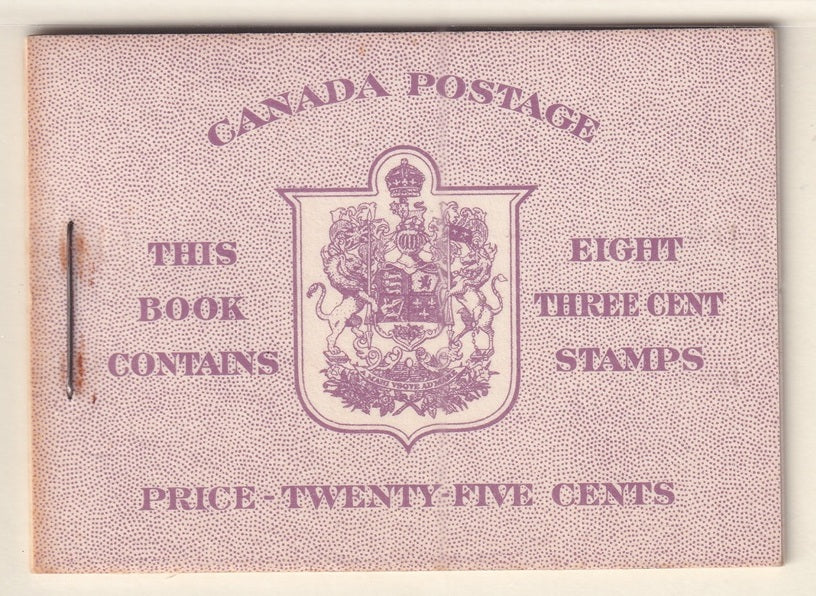 CANADA POSTAGE
THIS
BOOK
CONTAINS
EIGHT
THREE CENT
STAMPS
PRICE-TWENTY-FIVE CENTS